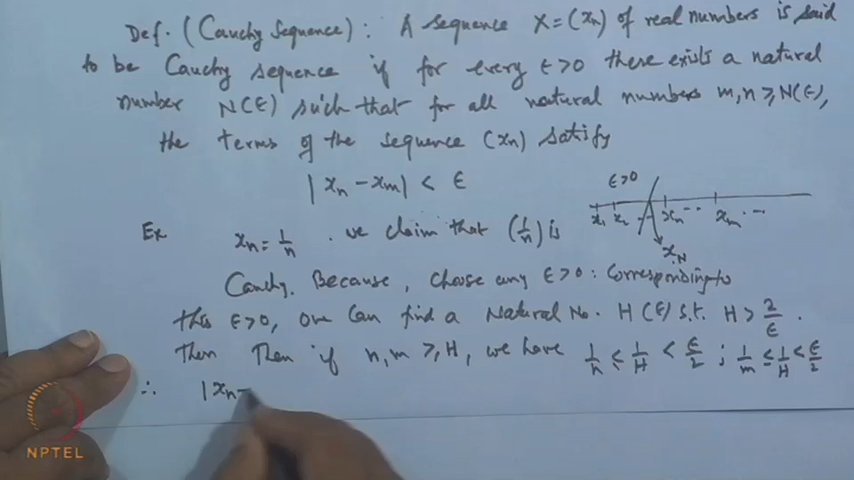 Def. (Cauchy Sequence): A sequence X = (xn) of real numbers is said
to be Cauchy sequence if for every ε>0 there exists a natural
number N(ε) such that for all natural numbers m,n ≥ N(ε),
the terms of the sequence (xn) satisfy
|xn - xm| < ε
ε>0
x1 x2 xn .. xm ...
xN
Ex xn = 1/n . we claim that (1/n) is
Cauchy. Because, choose any ε>0: Corresponding to
this ε>0, one can find a Natural No. H(ε) s.t. H > 2/ε .
Then Then if n,m ≥ H, we have 1/n ≤ 1/H < ε/2 ; 1/m ≤ 1/H < ε/2
∴ |xn -
NPTEL